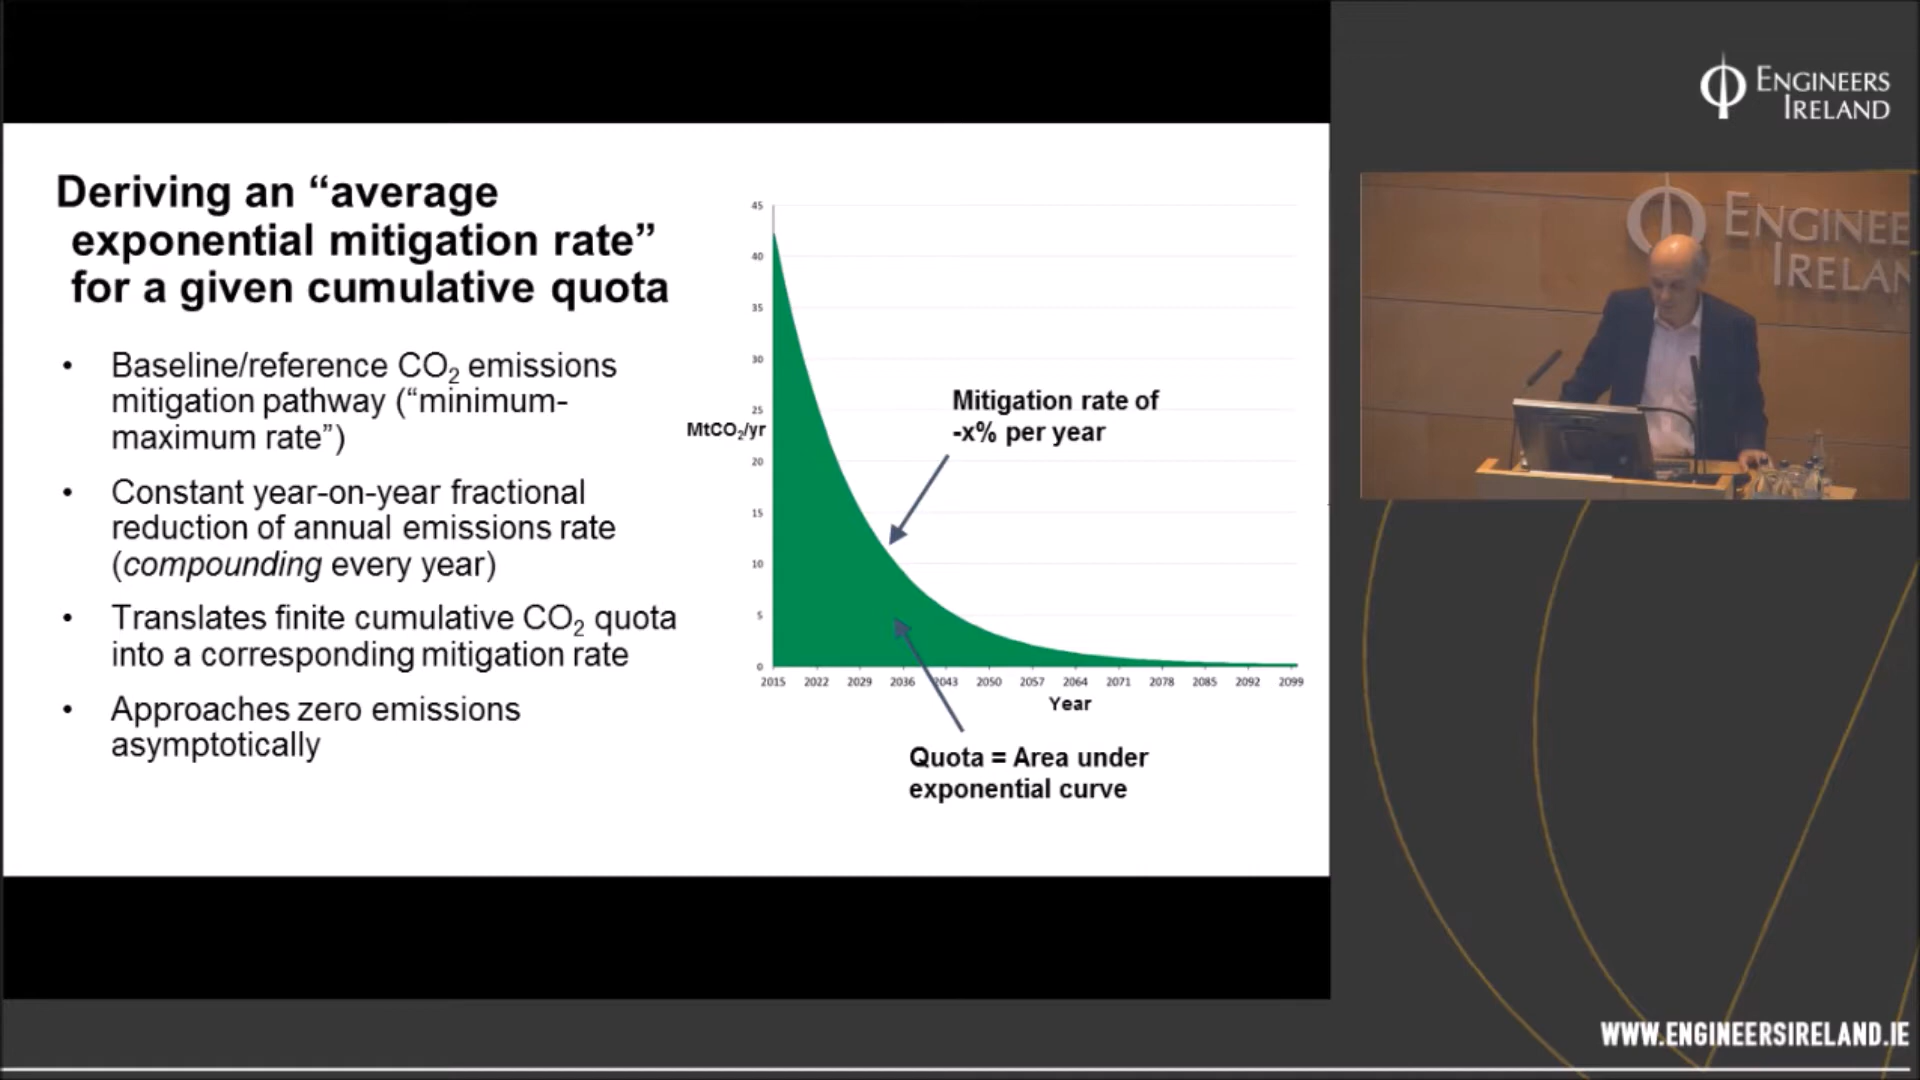 Deriving an “average
exponential mitigation rate”
for a given cumulative quota
• Baseline/reference CO₂ emissions
mitigation pathway (“minimum-
maximum rate”)
• Constant year-on-year fractional
reduction of annual emissions rate
(compounding every year)
• Translates finite cumulative CO₂ quota
into a corresponding mitigation rate
• Approaches zero emissions
asymptotically
45
40
35
30
25
MtCO₂/yr
20
15
10
5
0
Mitigation rate of
-x% per year
2015 2022 2029 2036 2043 2050 2057 2064 2071 2078 2085 2092 2099
Year
Quota = Area under
exponential curve
ENGINEERS
IRELAND
ENGINEE
IRELAN
WWW.ENGINEERSIRELAND.IE